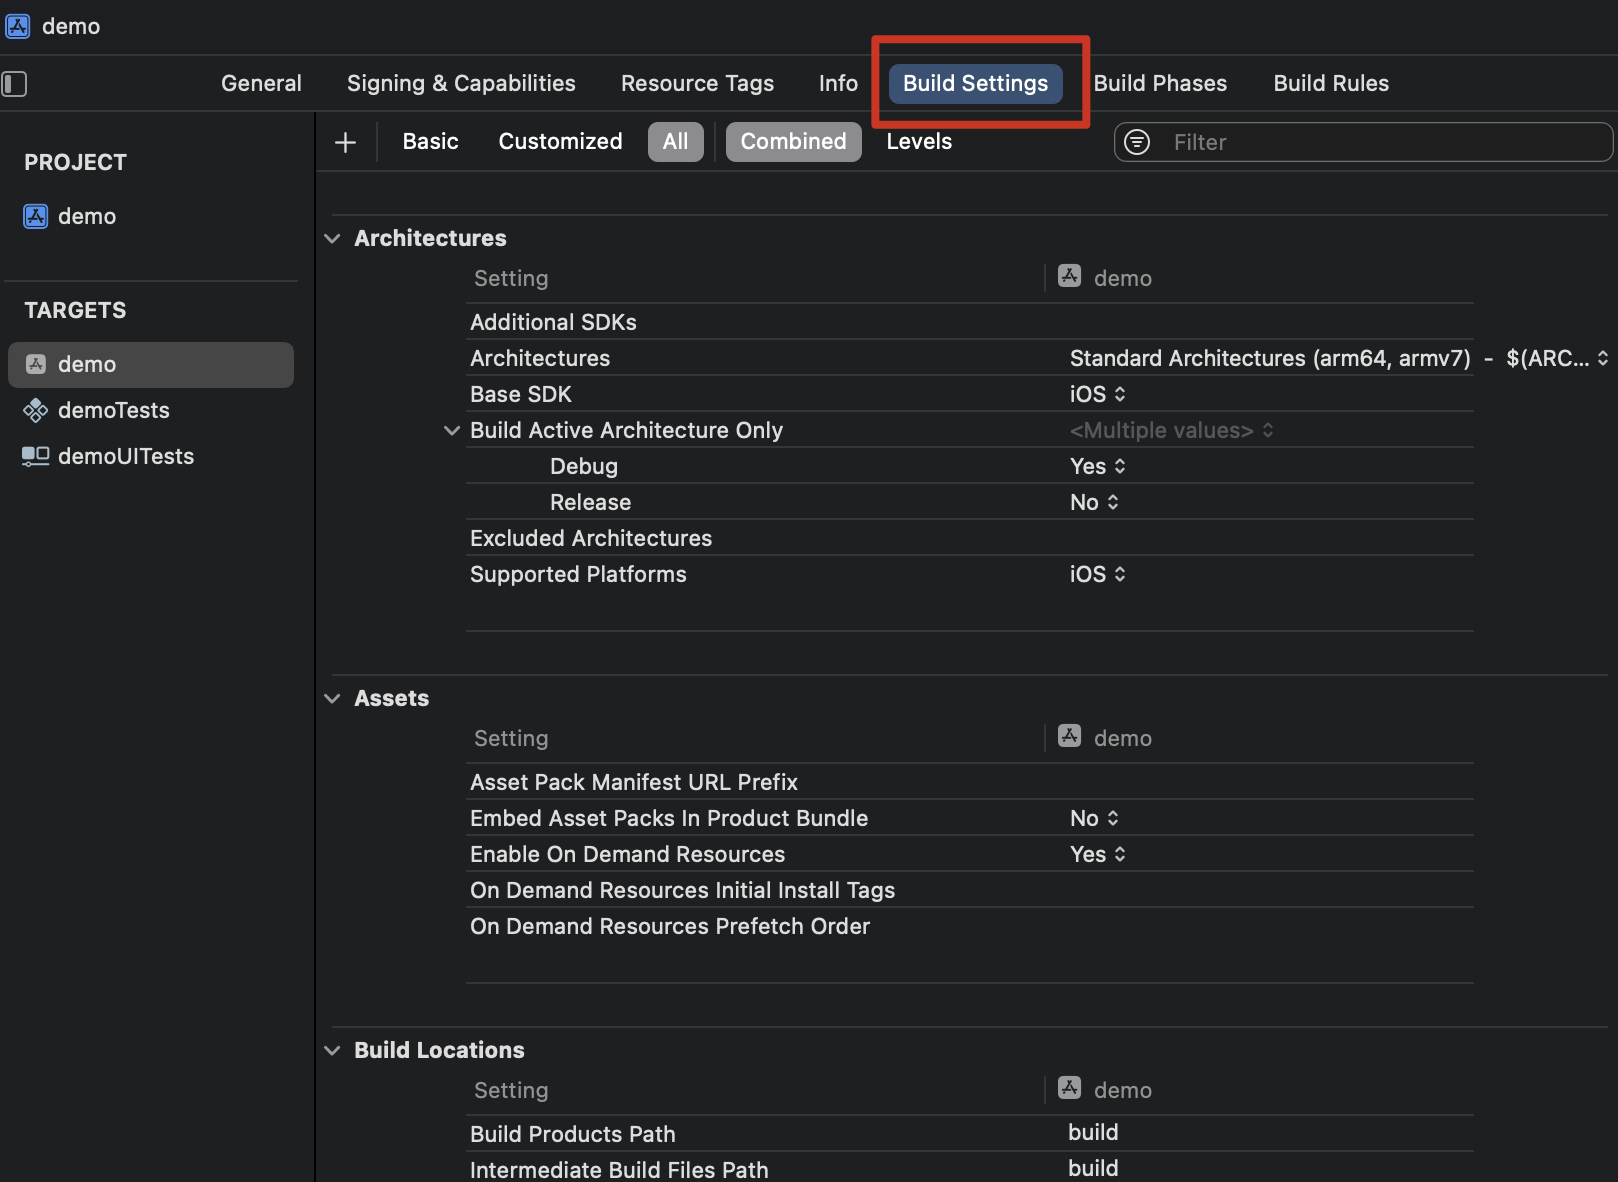 demo
General Signing & Capabilities Resource Tags Info Build Settings Build Phases Build Rules
PROJECT
demo
TARGETS
demo
demoTests
demoUITests
+ Basic Customized All Combined Levels Filter
Architectures
Setting demo
Additional SDKs
Architectures Standard Architectures (arm64, armv7) - $(ARC...
Base SDK iOS
Build Active Architecture Only <Multiple values>
Debug Yes
Release No
Excluded Architectures
Supported Platforms iOS
Assets
Setting demo
Asset Pack Manifest URL Prefix
Embed Asset Packs In Product Bundle No
Enable On Demand Resources Yes
On Demand Resources Initial Install Tags
On Demand Resources Prefetch Order
Build Locations
Setting demo
Build Products Path build
Intermediate Build Files Path build